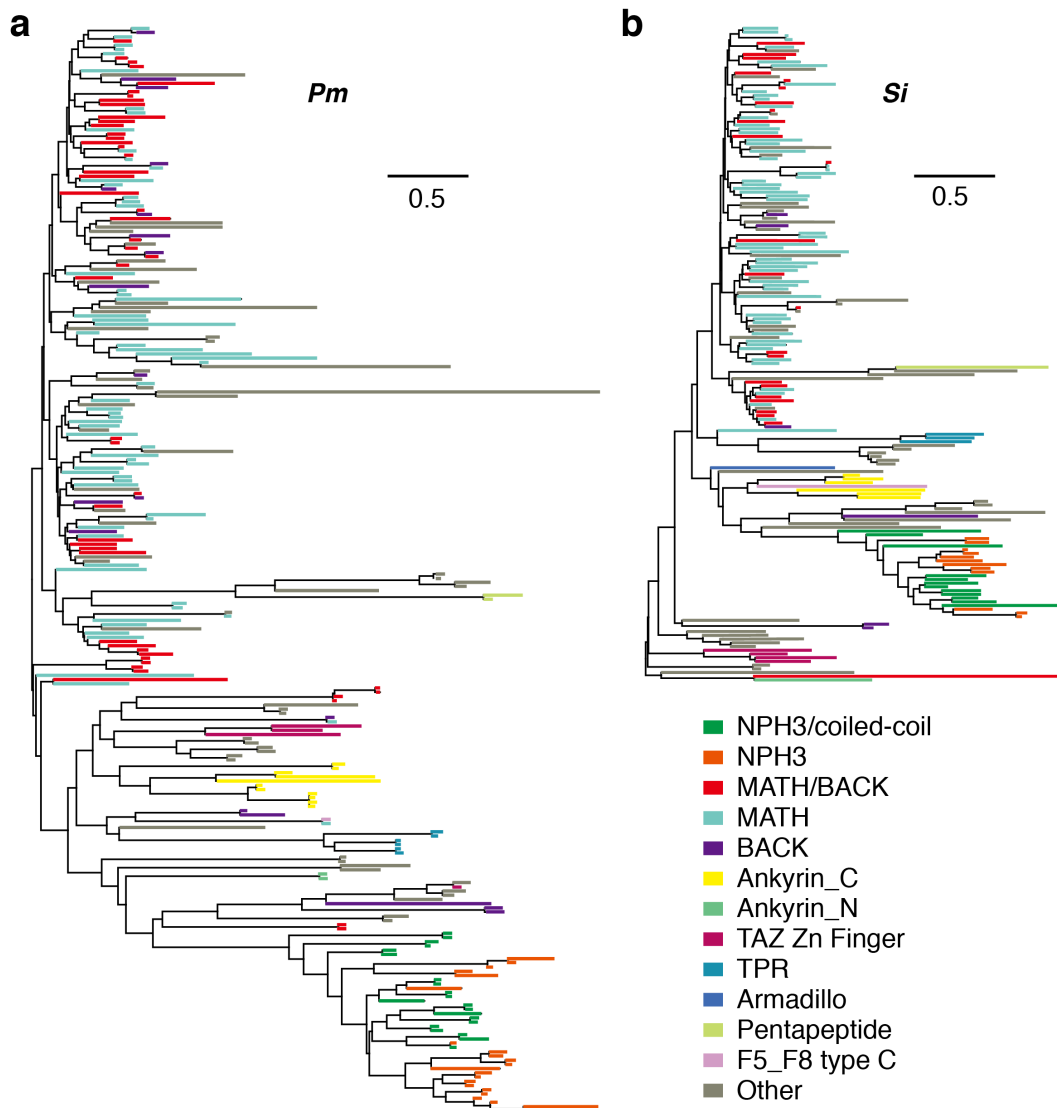 a
b
Pm
Si
0.5
0.5
NPH3/coiled-coil
NPH3
MATH/BACK
MATH
BACK
Ankyrin_C
Ankyrin_N
TAZ Zn Finger
TPR
Armadillo
Pentapeptide
F5_F8 type C
Other